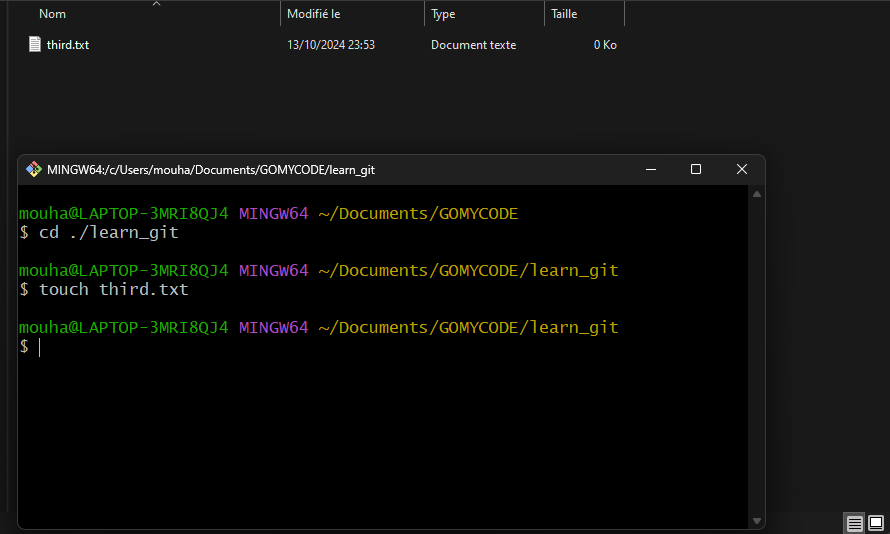 Nom Modifié le Type Taille
third.txt 13/10/2024 23:53 Document texte 0 Ko
MINGW64:/c/Users/mouha/Documents/GOMYCODE/learn_git
mouha@LAPTOP-3MRI8QJ4 MINGW64 ~/Documents/GOMYCODE
$ cd ./learn_git
mouha@LAPTOP-3MRI8QJ4 MINGW64 ~/Documents/GOMYCODE/learn_git
$ touch third.txt
mouha@LAPTOP-3MRI8QJ4 MINGW64 ~/Documents/GOMYCODE/learn_git
$